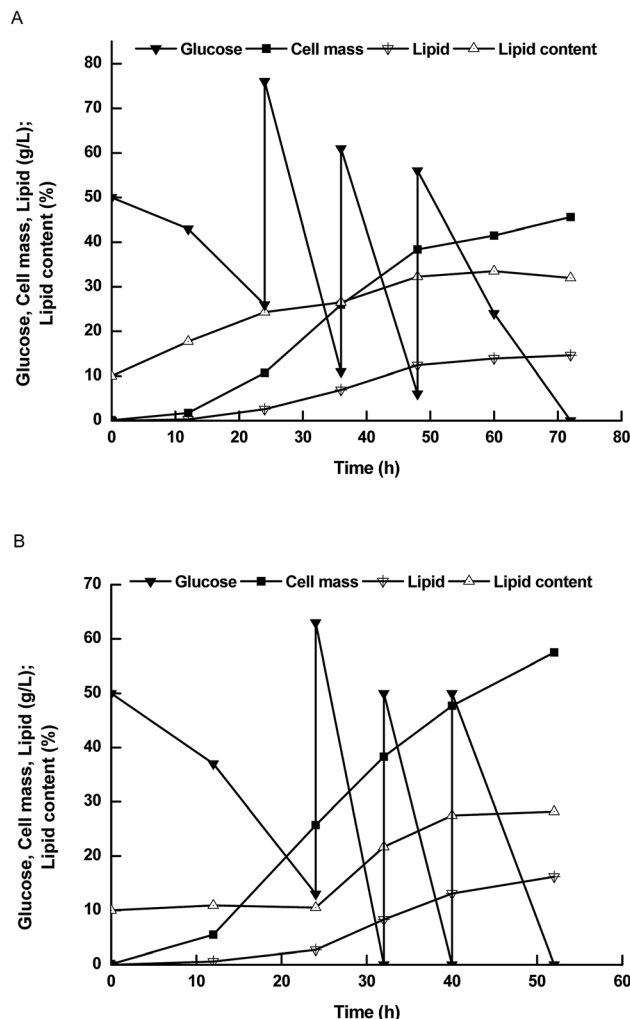 A
Glucose Cell mass Lipid Lipid content
80
70
60
50
40
30
20
10
0
0 10 20 30 40 50 60 70 80
Glucose, Cell mass, Lipid (g/L);
Lipid content (%)
Time (h)
B
70
Glucose Cell mass Lipid Lipid content
60
50
40
30
20
10
0
0 10 20 30 40 50 60
Glucose, Cell mass, Lipid (g/L);
Lipid content (%)
Time (h)